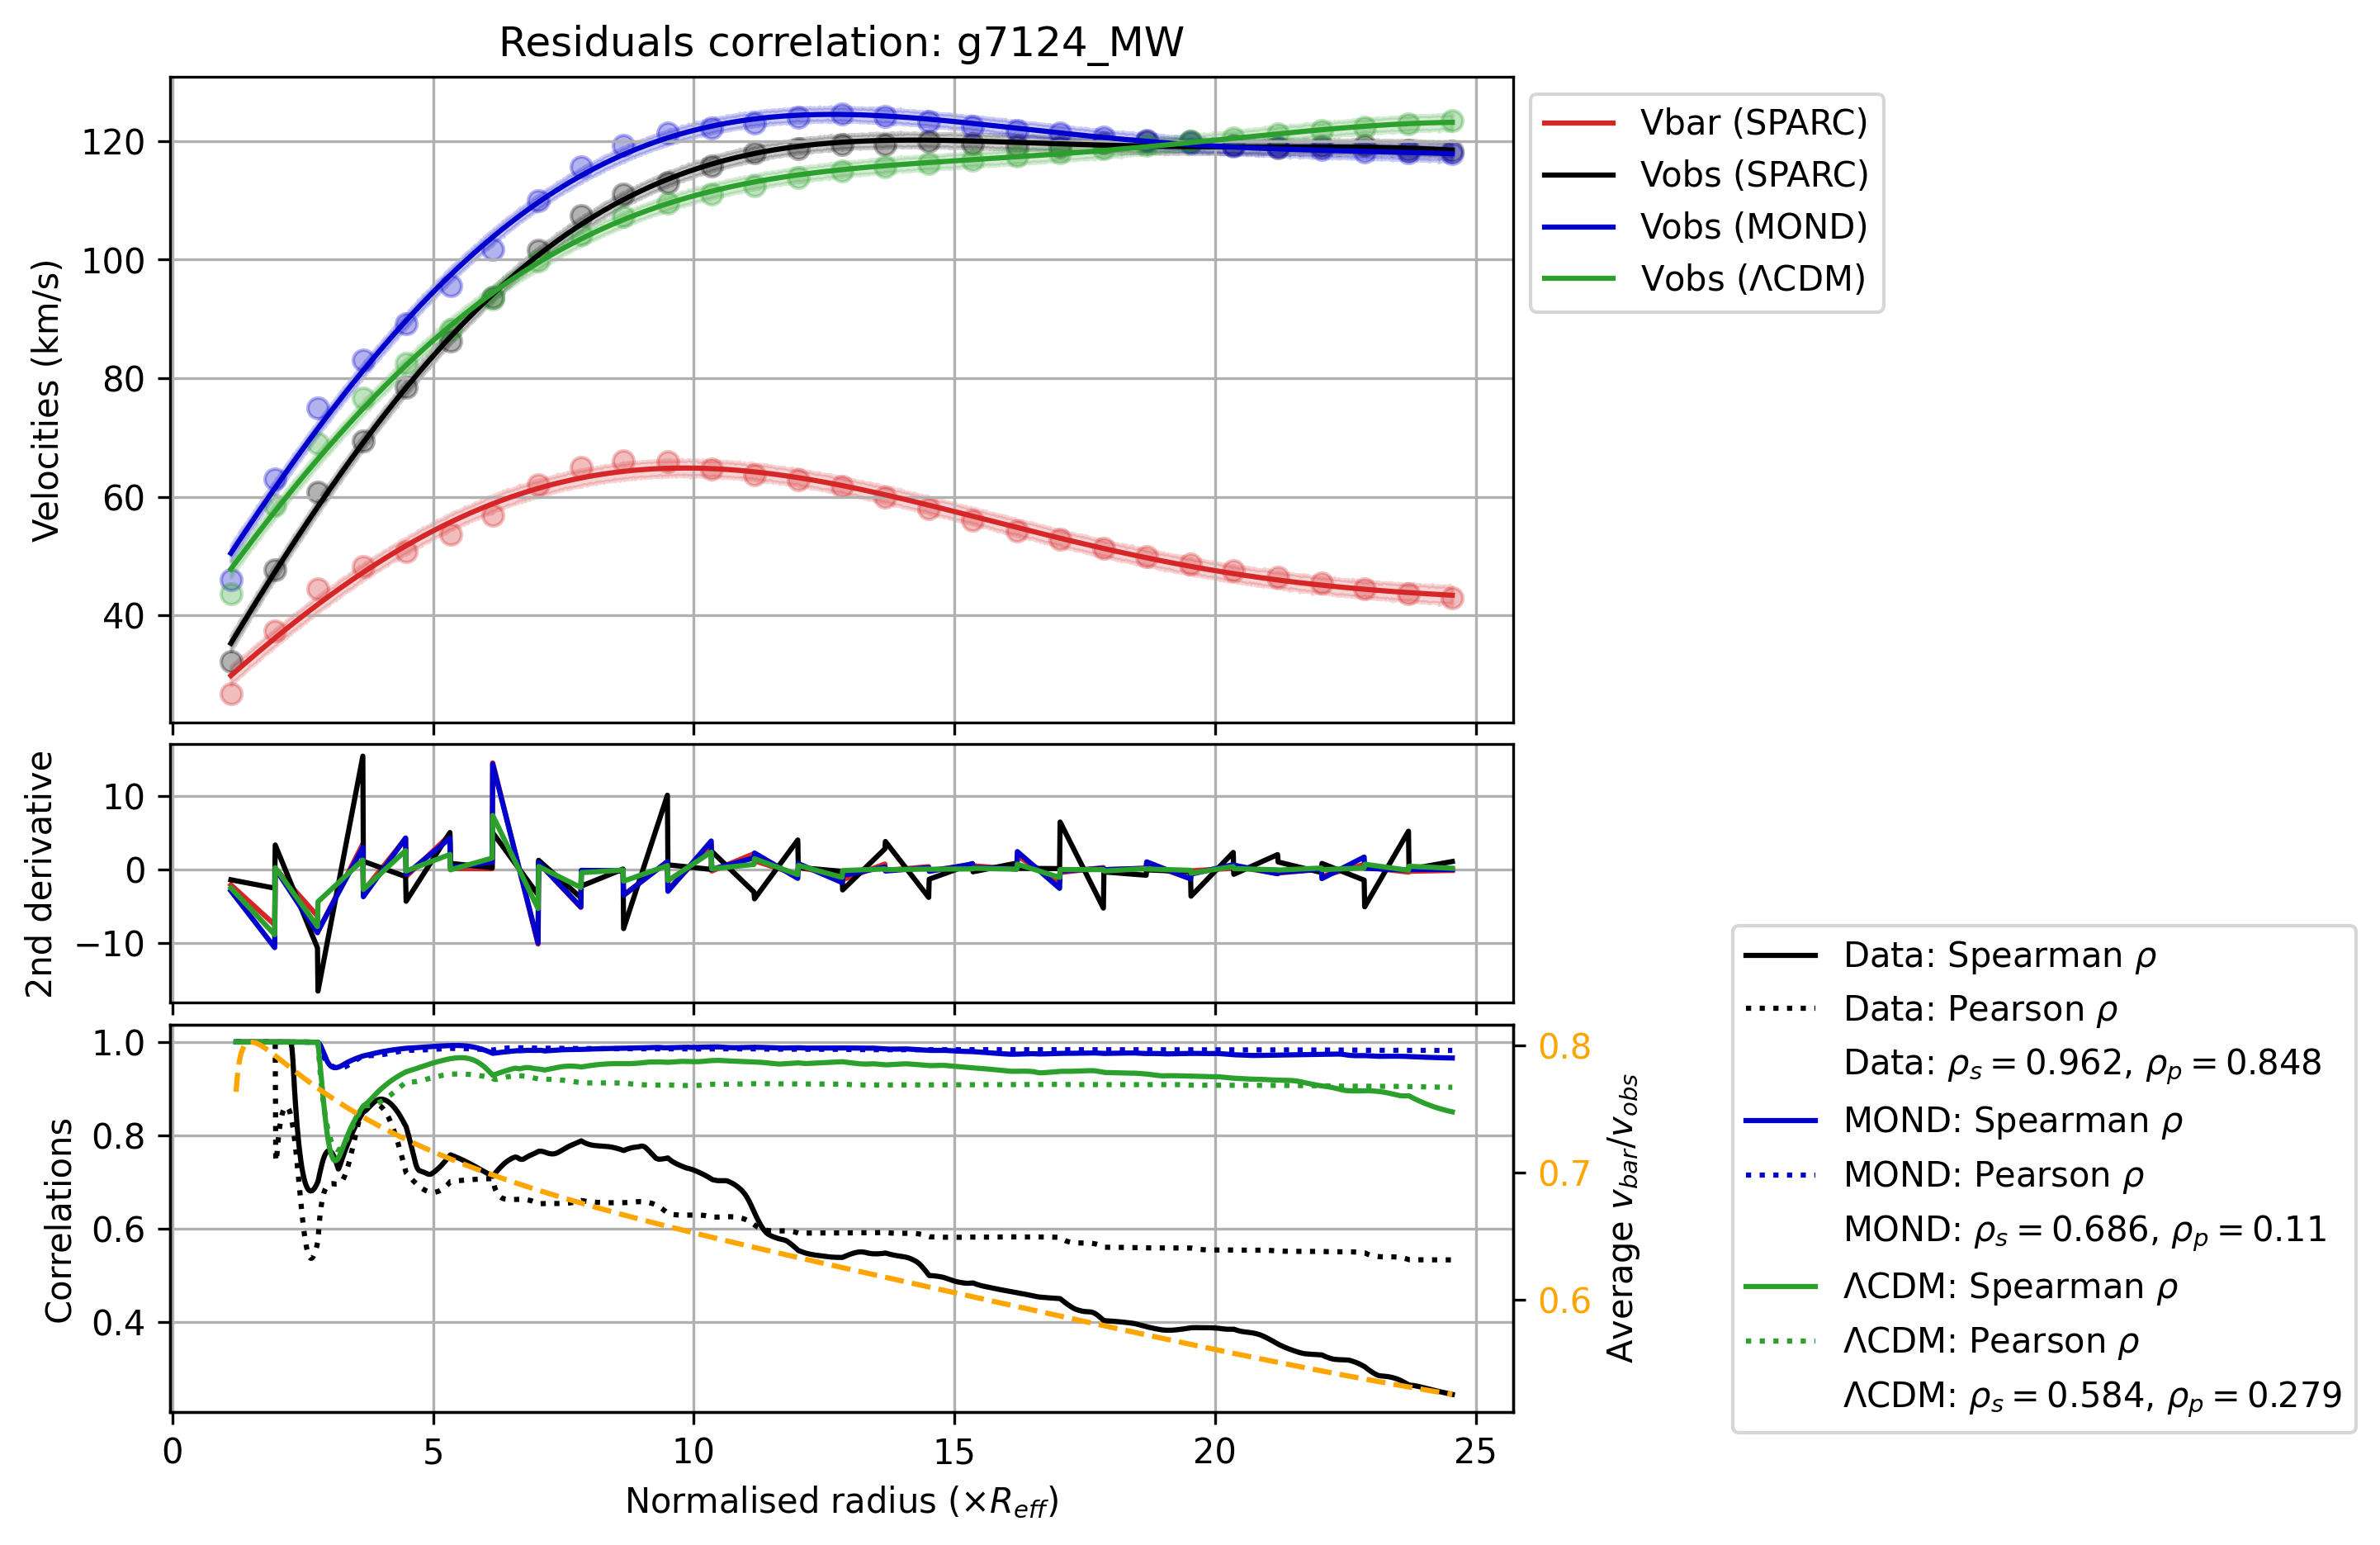 Residuals correlation: g7124_MW
Velocities (km/s)
120
100
80
60
40
Vbar (SPARC)
Vobs (SPARC)
Vobs (MOND)
Vobs (ΛCDM)
2nd derivative
10
0
−10
Correlations
1.0
0.8
0.6
0.4
0.8
0.7
0.6
Average v_bar/v_obs
0 5 10 15 20 25
Normalised radius (×R_eff)
Data: Spearman ρ
Data: Pearson ρ
Data: ρ_s = 0.962, ρ_p = 0.848
MOND: Spearman ρ
MOND: Pearson ρ
MOND: ρ_s = 0.686, ρ_p = 0.11
ΛCDM: Spearman ρ
ΛCDM: Pearson ρ
ΛCDM: ρ_s = 0.584, ρ_p = 0.279